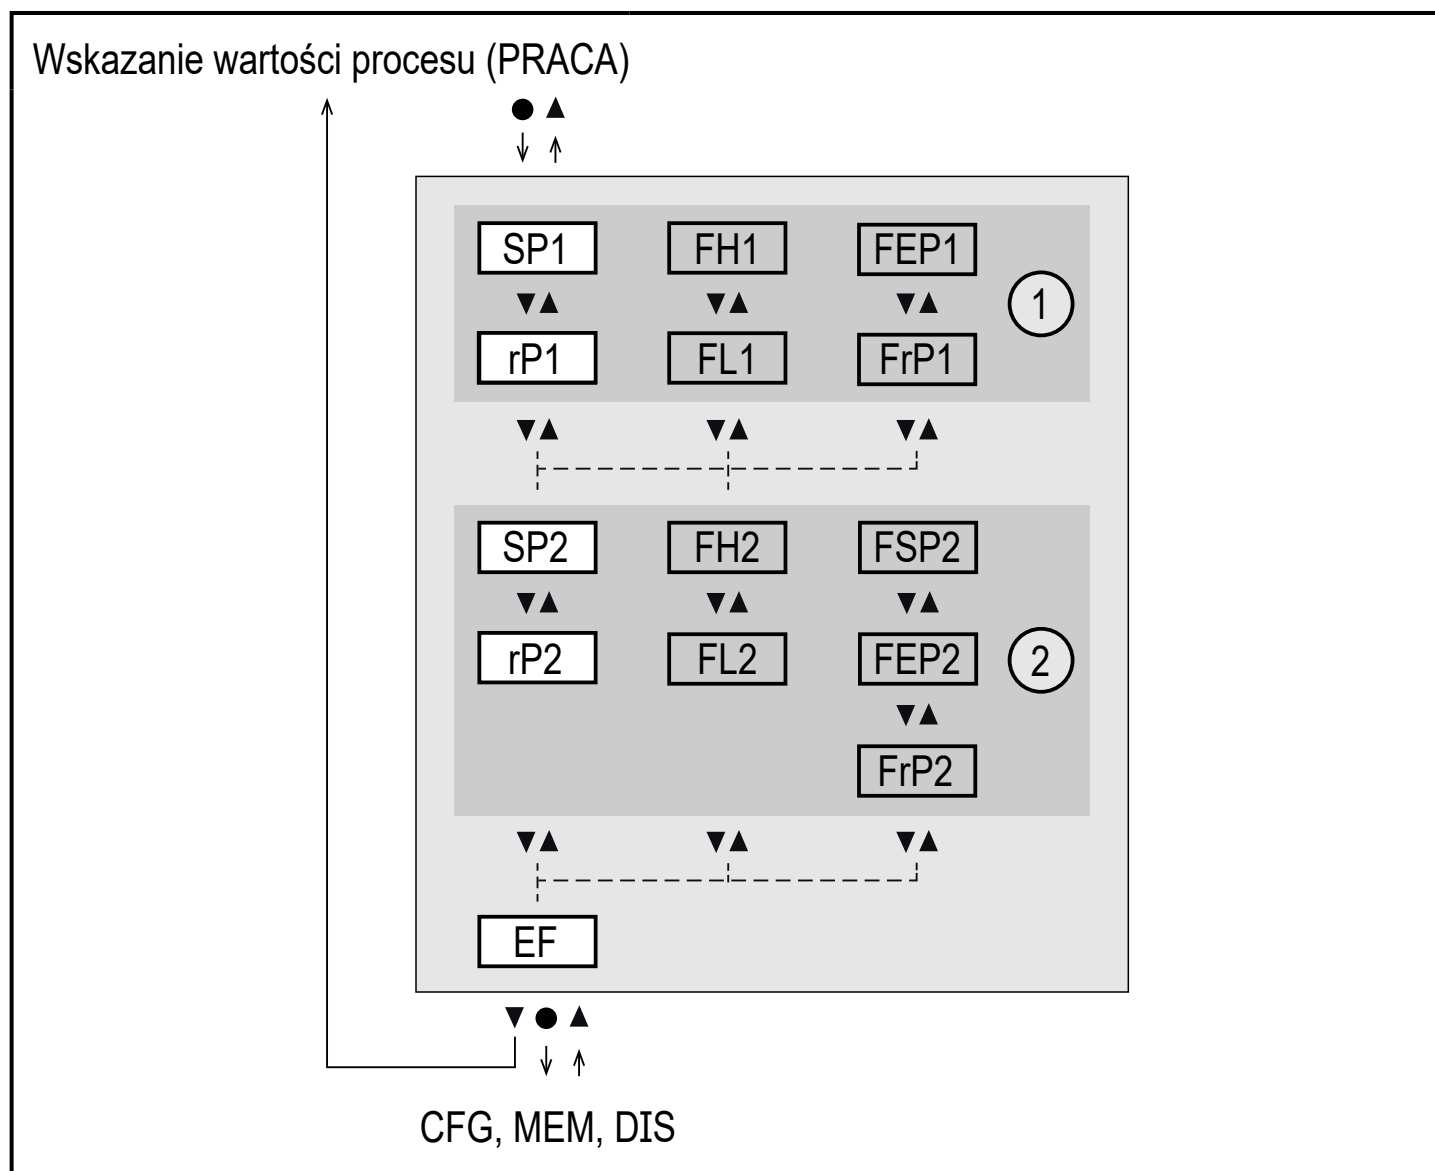 Wskazanie wartości procesu (PRACA)
SP1 FH1 FEP1
1
rP1 FL1 FrP1
SP2 FH2 FSP2
rP2 FL2 FEP2 2
FrP2
EF
CFG, MEM, DIS